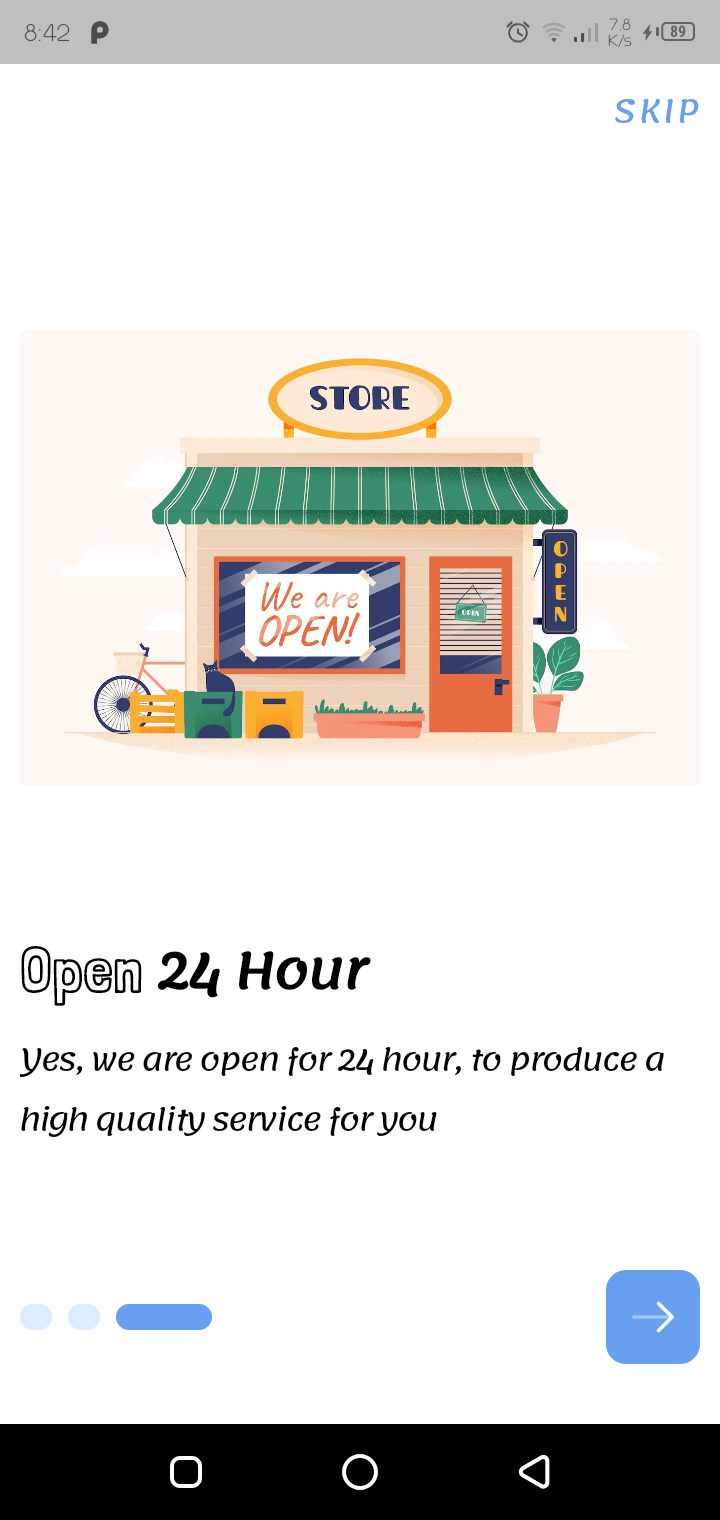 8:42
7.8
K/s
89
SKIP
STORE
OPEN
We are
OPEN!
OPEN
Open 24 Hour
Yes, we are open for 24 hour, to produce a
high quality service for you